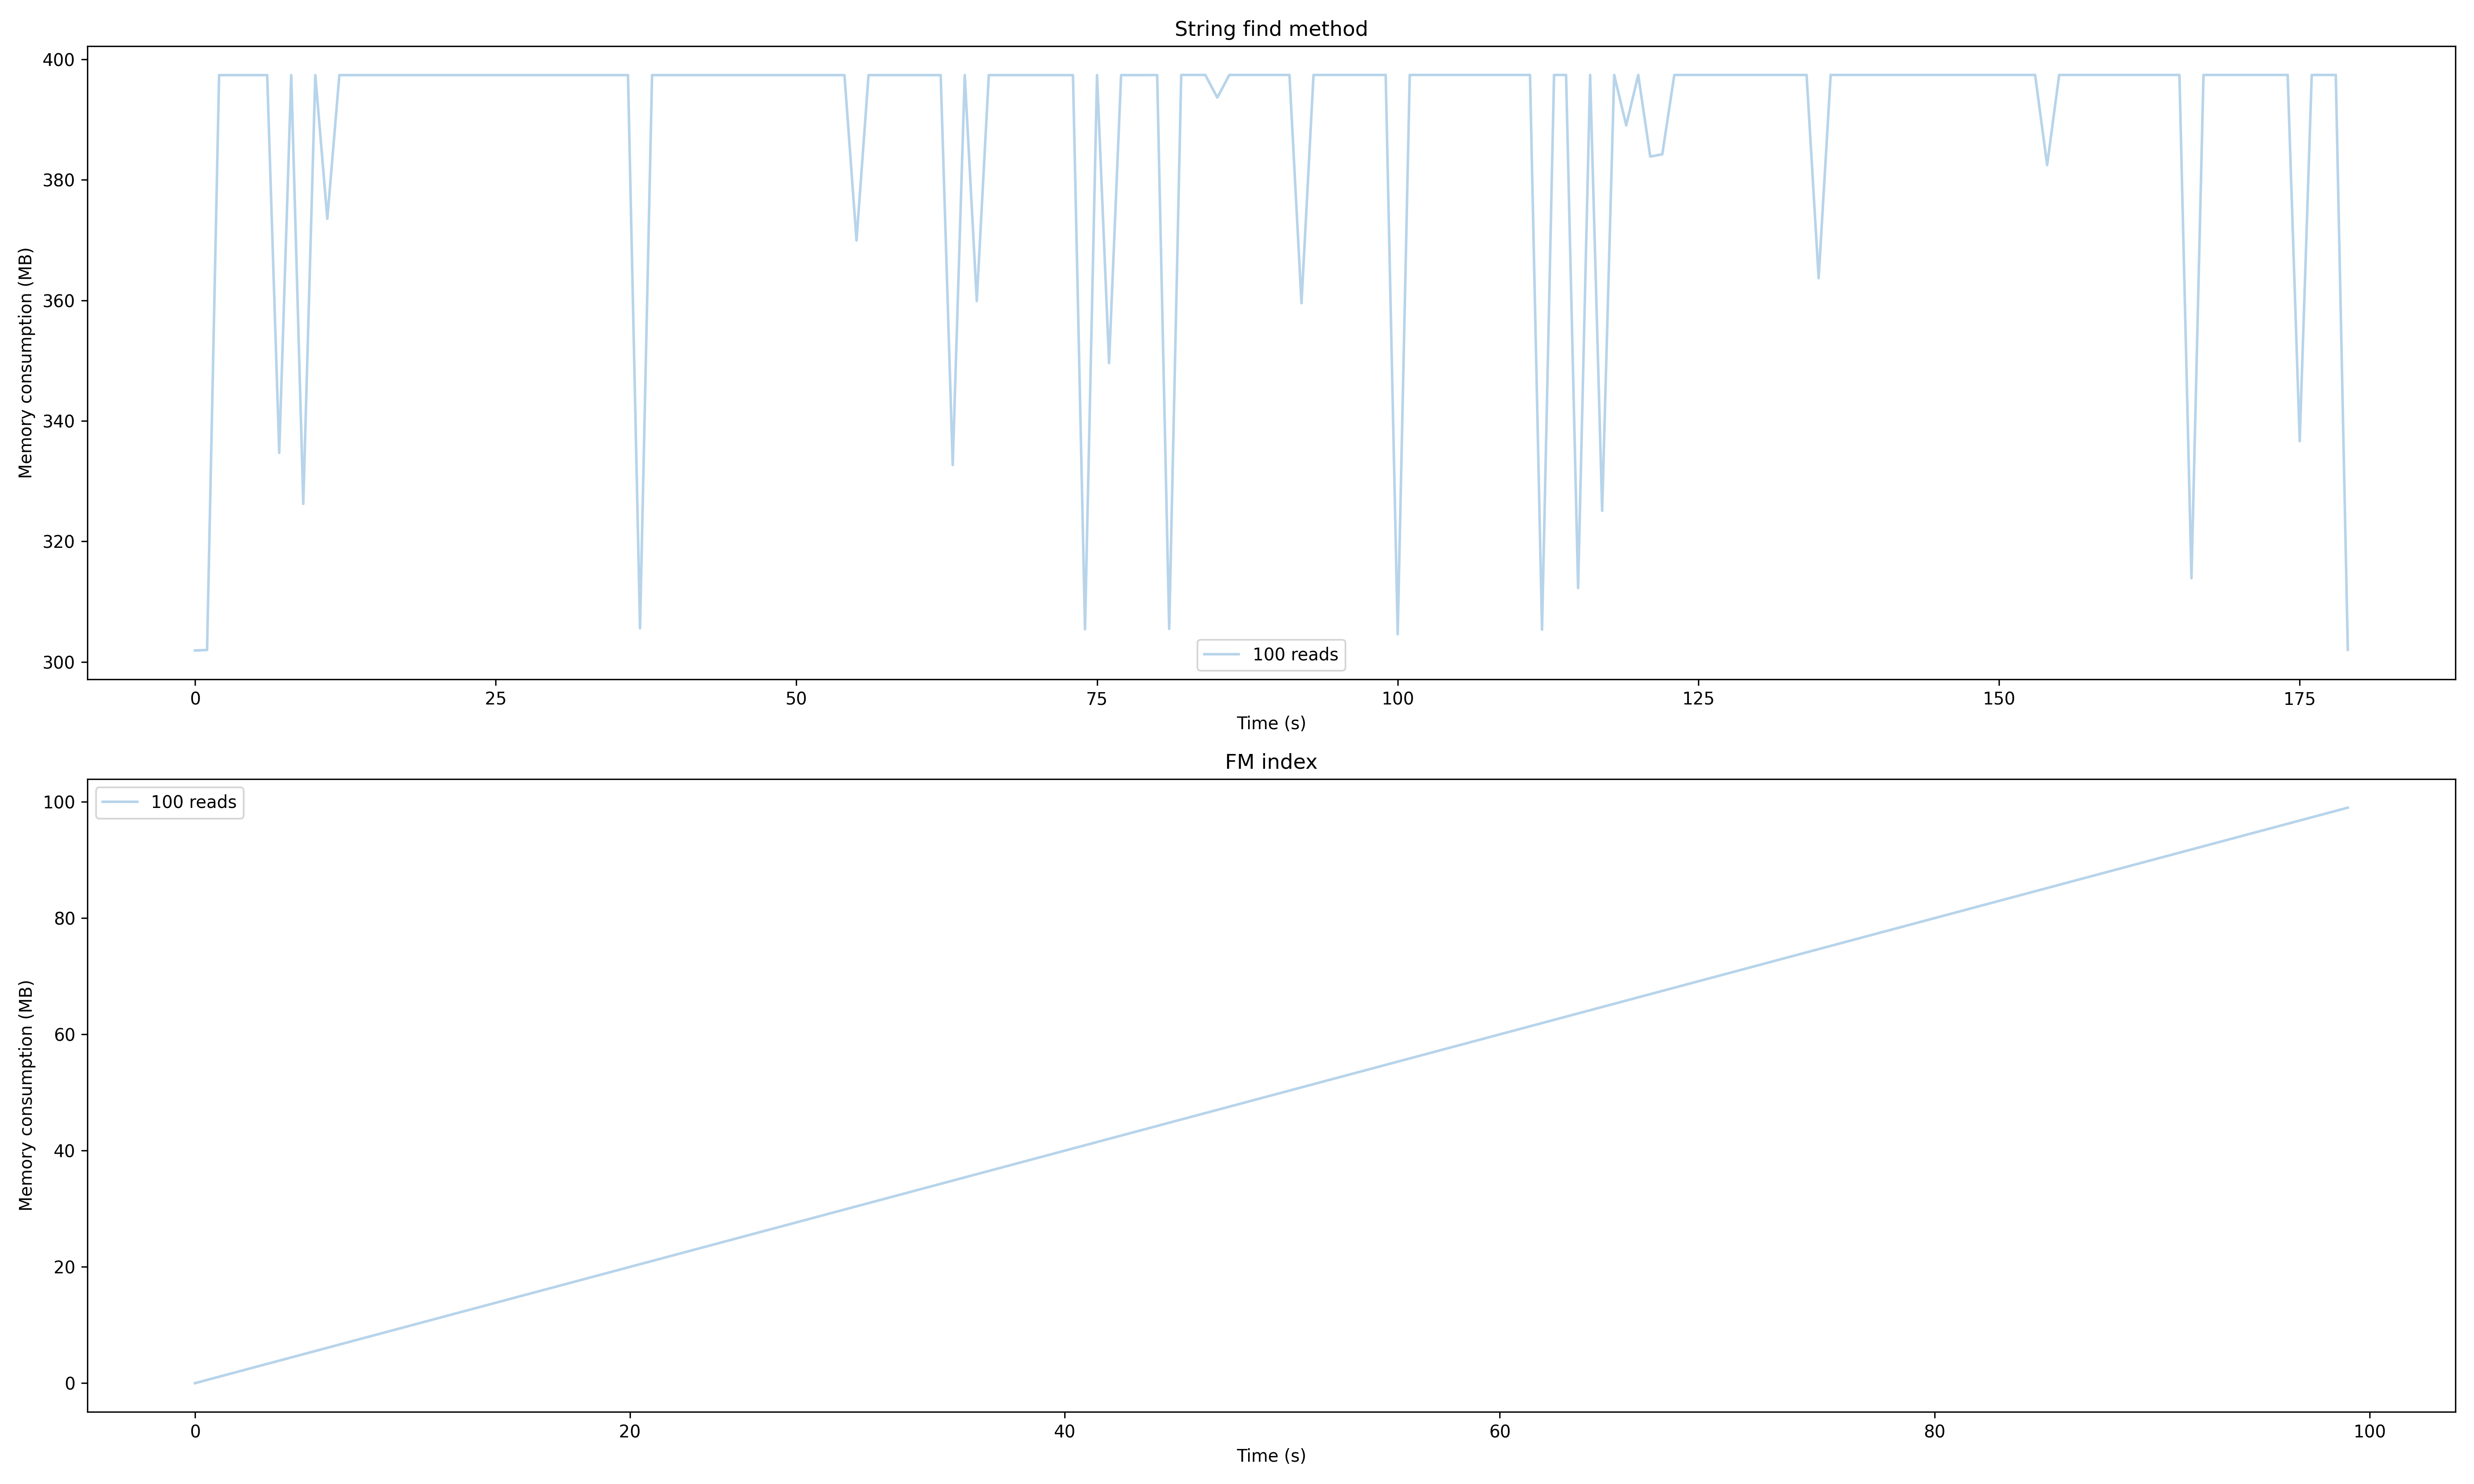 String find method
Memory consumption (MB)
400
380
360
340
320
300
100 reads
0 25 50 75 100 125 150 175
Time (s)
FM index
Memory consumption (MB)
100
80
60
40
20
0
100 reads
0 20 40 60 80 100
Time (s)